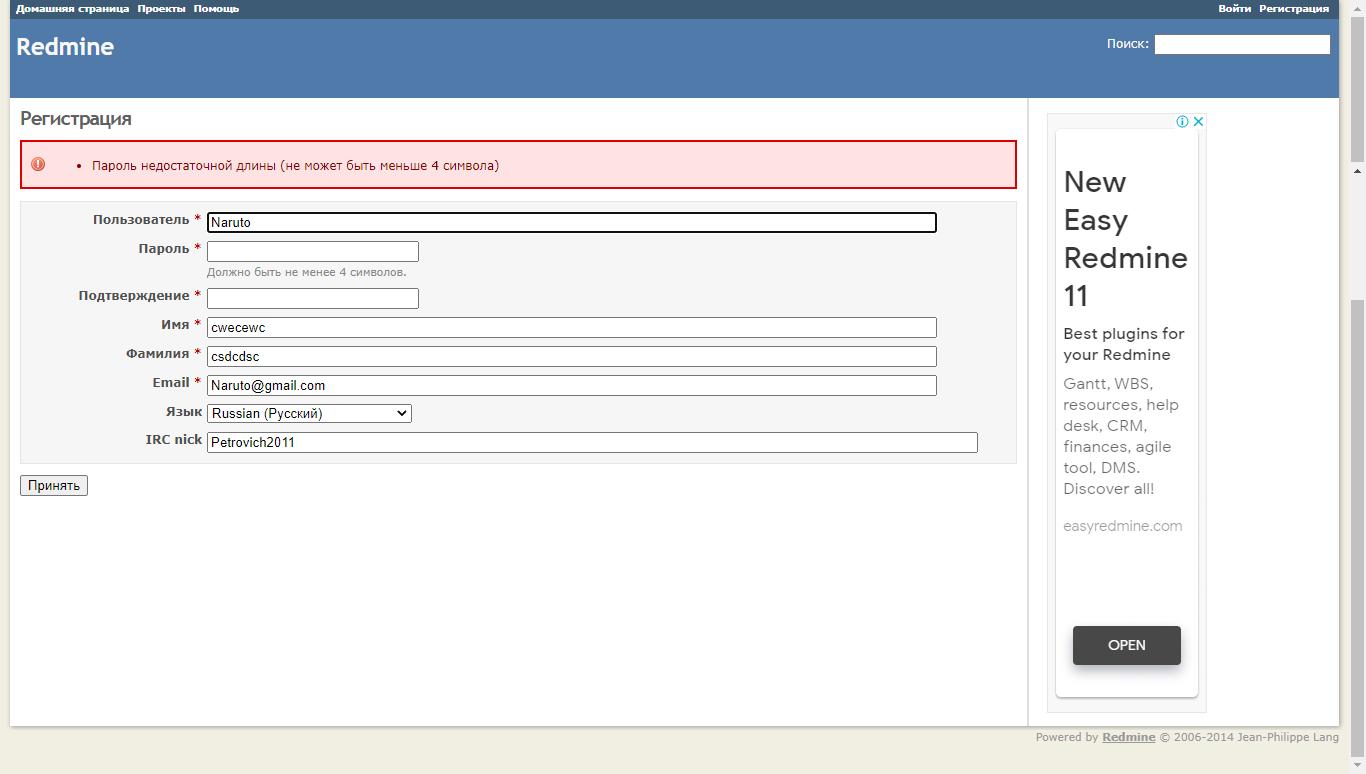 Домашняя страница Проекты Помощь Войти Регистрация
Redmine Поиск:
Регистрация
Пароль недостаточной длины (не может быть меньше 4 символа)
Пользователь * Naruto
Пароль *
Должно быть не менее 4 символов.
Подтверждение *
Имя * cwecewc
Фамилия * csdcdsc
Email * Naruto@gmail.com
Язык Russian (Русский)
IRC nick Petrovich2011
Принять
New
Easy
Redmine
11
Best plugins for
your Redmine
Gantt, WBS,
resources, help
desk, CRM,
finances, agile
tool, DMS.
Discover all!
easyredmine.com
OPEN
Powered by Redmine © 2006-2014 Jean-Philippe Lang